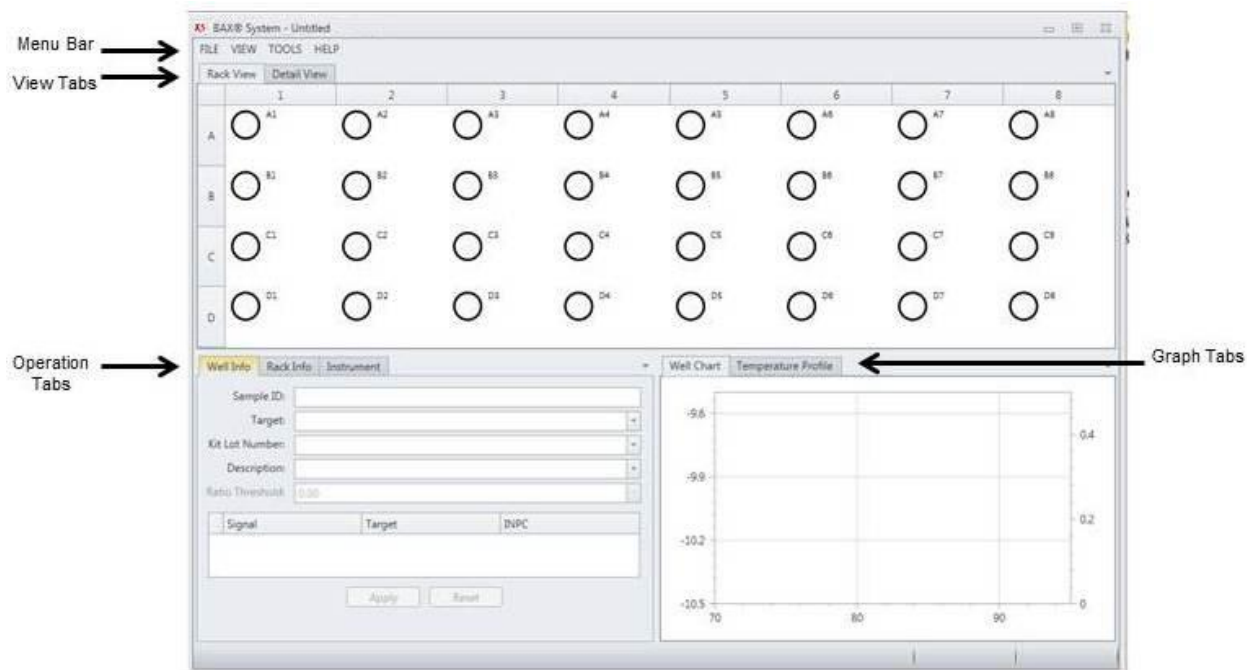 X5 BAX® System - Untitled
Menu Bar
FILE VIEW TOOLS HELP
View Tabs
Rack View Detail View
1 2 3 4 5 6 7 8
A A1 A2 A3 A4 A5 A6 A7 A8
B B1 B2 B3 B4 B5 B6 B7 B8
C C1 C2 C3 C4 C5 C6 C7 C8
D D1 D2 D3 D4 D5 D6 D7 D8
Operation
Tabs
Graph Tabs
Well Info Rack Info Instrument
Sample ID:
Target:
Kit Lot Number:
Description:
Ratio Threshold: 0.00
Signal Target INPC
Apply Reset
Well Chart Temperature Profile
-9.6
-9.9
-10.2
-10.5
0.4
0.2
0
70 80 90